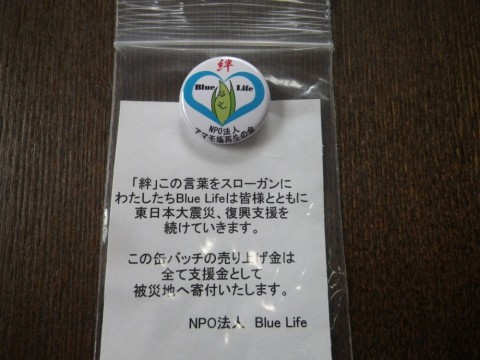 絆
Blue Life
NPO法人
アマモ場再生の会
「絆」この言葉をスローガンに
わたしたちBlue Lifeは皆様とともに
東日本大震災、復興支援を
続けていきます。
この缶バッチの売り上げ金は
全て支援金として
被災地へ寄付いたします。
NPO法人 Blue Life